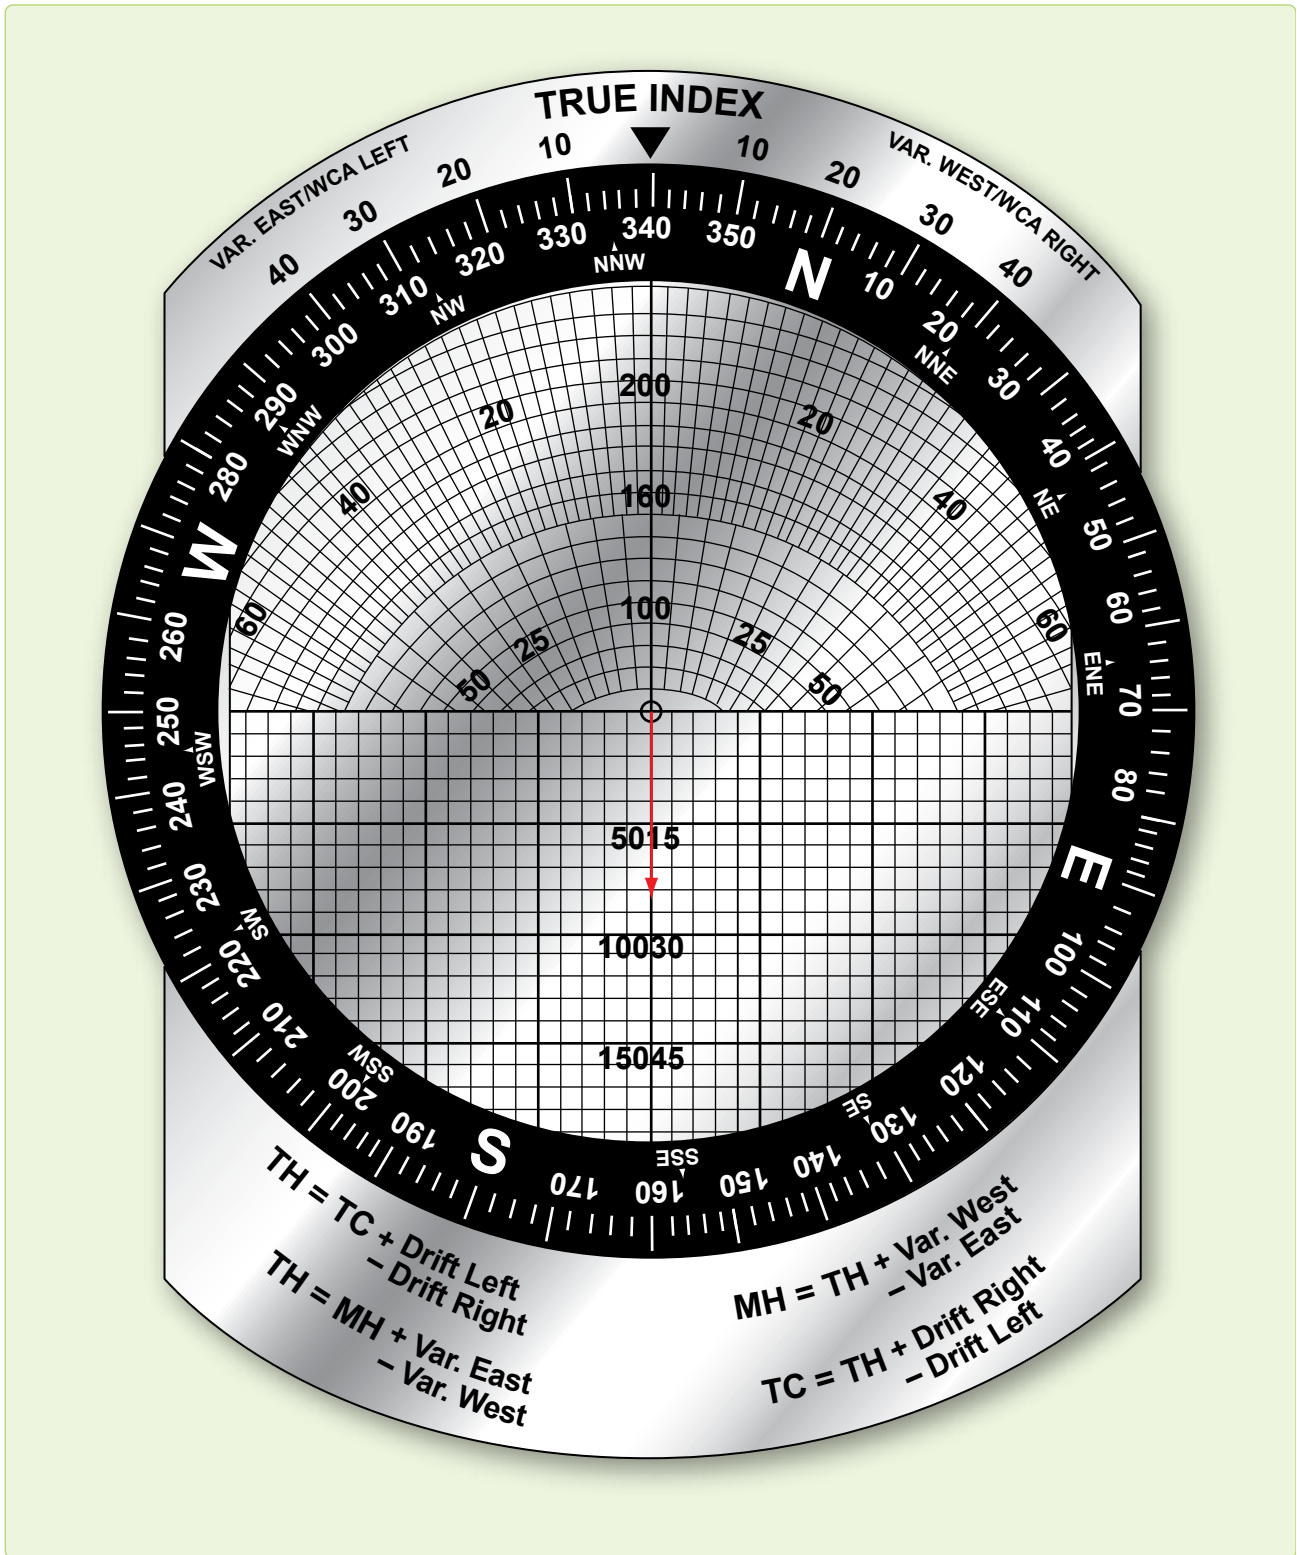 TRUE INDEX
VAR. EAST/WCA LEFT
VAR. WEST/WCA RIGHT
40
30
20
10
10
20
30
40
340
350
N
10
20
NNE
30
40
NE
50
60
ENE
70
80
E
100
ESE
110
120
130
SE
140
150
SSE
160
170
S
190
200
SSW
210
220
SW
230
240
WSW
250
260
W
280
290
WNW
300
310
NW
320
330
NNW
200
20
20
160
40
40
100
60
60
25
25
50
50
5015
10030
15045
TH = TC + Drift Left
– Drift Right
TH = MH + Var. East
– Var. West
MH = TH + Var. West
– Var. East
TC = TH + Drift Right
– Drift Left